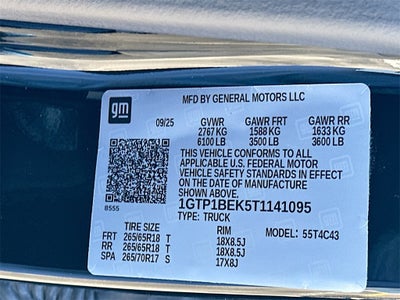 gm
MFD BY GENERAL MOTORS LLC
09/25 GVWR GAWR FRT GAWR RR
2767 KG 1588 KG 1633 KG
6100 LB 3500 LB 3600 LB
THIS VEHICLE CONFORMS TO ALL
APPLICABLE U.S. FEDERAL MOTOR
VEHICLE SAFETY STANDARDS IN EFFECT
ON THE DATE OF MANUFACTURE
SHOWN ABOVE.
1GTP1BEK5T1141095
8555 TYPE: TRUCK
TIRE SIZE RIM MODEL: 55T4C43
FRT 265/65R18 T 18X8.5J
RR 265/65R18 T 18X8.5J
SPA 265/70R17 S 17X8J